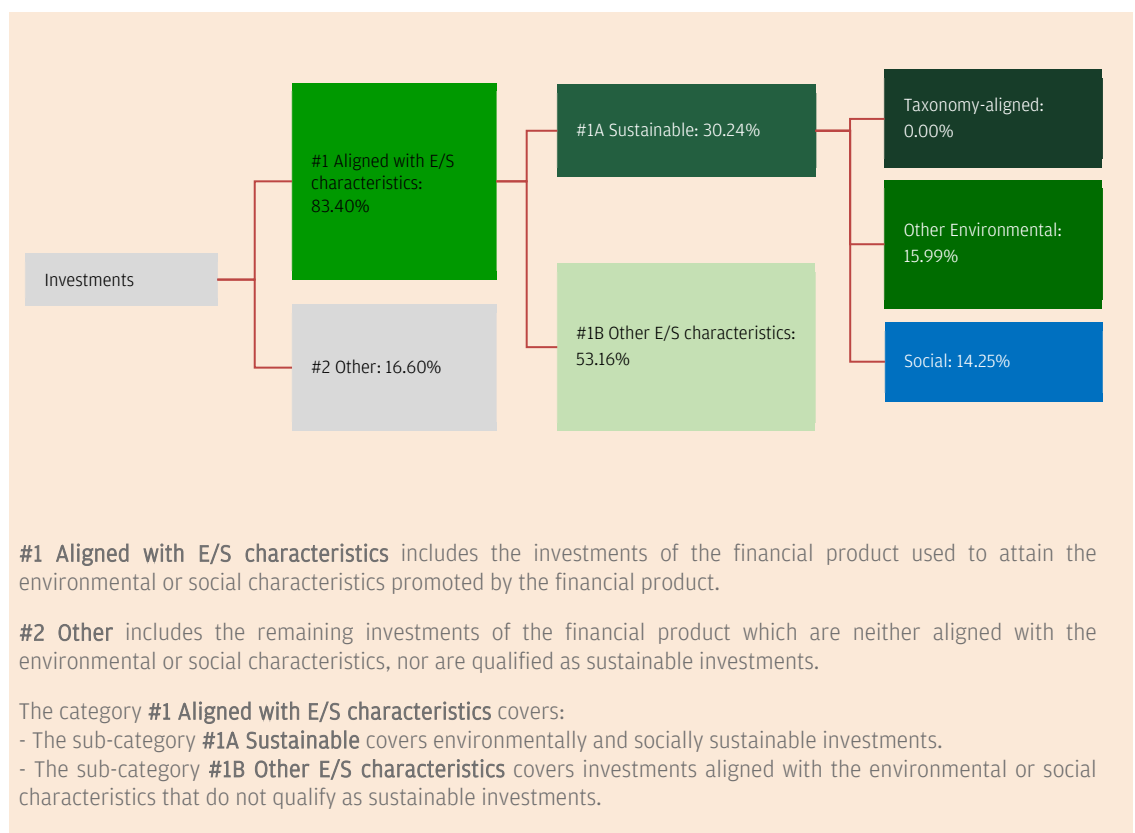 Investments
#1 Aligned with E/S
characteristics:
83.40%
#2 Other: 16.60%
#1A Sustainable: 30.24%
#1B Other E/S characteristics:
53.16%
Taxonomy-aligned:
0.00%
Other Environmental:
15.99%
Social: 14.25%
#1 Aligned with E/S characteristics includes the investments of the financial product used to attain the
environmental or social characteristics promoted by the financial product.
#2 Other includes the remaining investments of the financial product which are neither aligned with the
environmental or social characteristics, nor are qualified as sustainable investments.
The category #1 Aligned with E/S characteristics covers:
- The sub-category #1A Sustainable covers environmentally and socially sustainable investments.
- The sub-category #1B Other E/S characteristics covers investments aligned with the environmental or social
characteristics that do not qualify as sustainable investments.